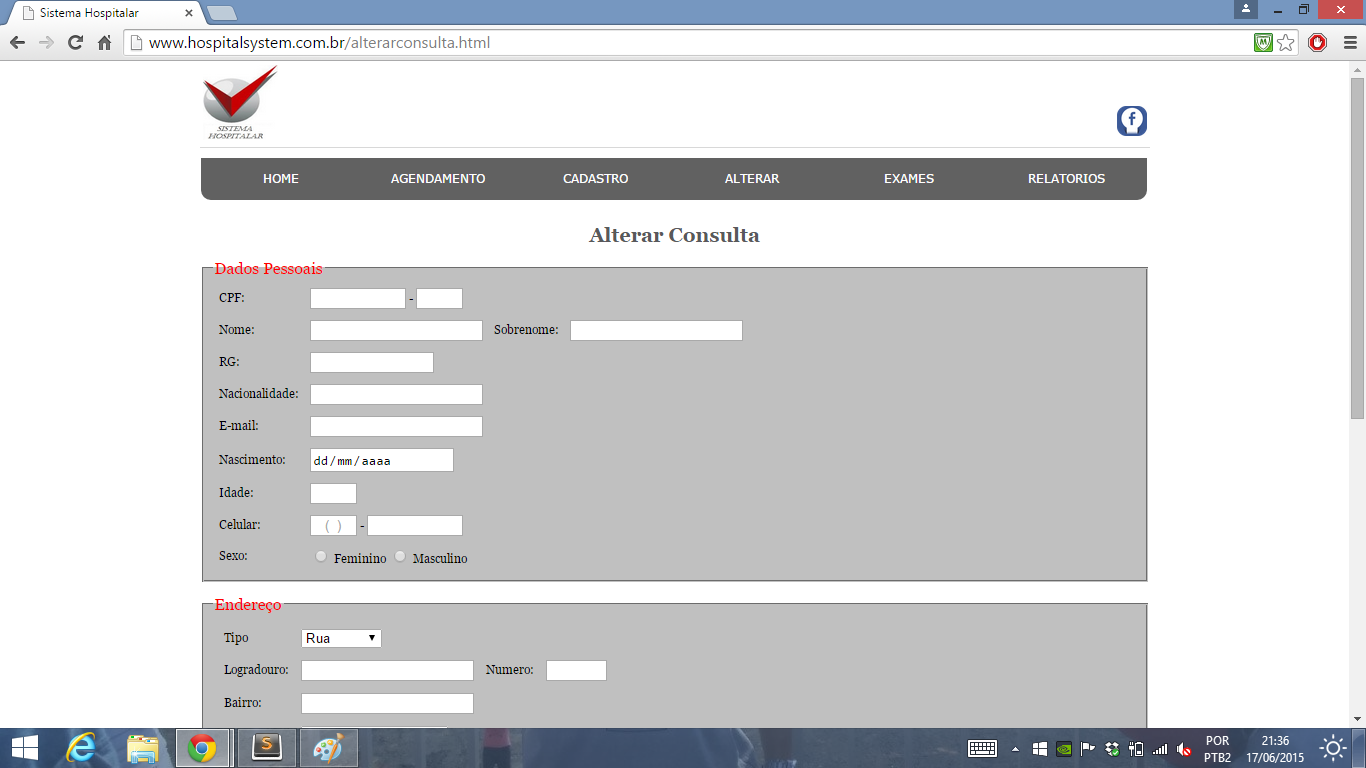 Sistema Hospitalar
www.hospitalsystem.com.br/alterarconsulta.html
SISTEMA
HOSPITALAR
HOME AGENDAMENTO CADASTRO ALTERAR EXAMES RELATORIOS
Alterar Consulta
Dados Pessoais
CPF: -
Nome: Sobrenome:
RG:
Nacionalidade:
E-mail:
Nascimento: dd/mm/aaaa
Idade:
Celular: ( ) -
Sexo: Feminino Masculino
Endereço
Tipo Rua
Logradouro: Numero:
Bairro:
POR 21:36
PTB2 17/06/2015